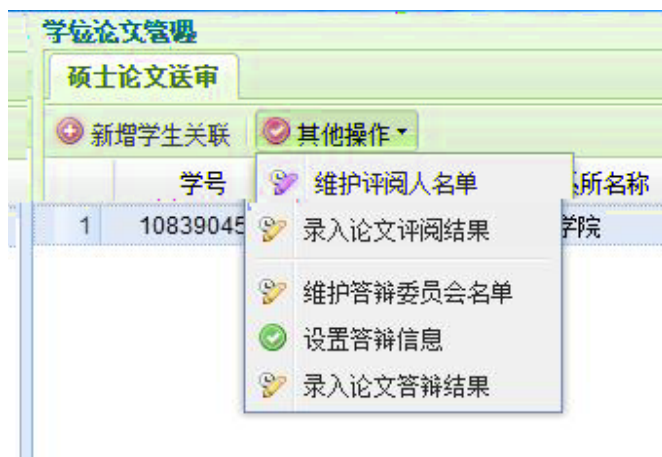 学位论文管理
硕士论文送审
新增学生关联 其他操作
学号 所名称
1 10839045 学院
维护评阅人名单
录入论文评阅结果
维护答辩委员会名单
设置答辩信息
录入论文答辩结果